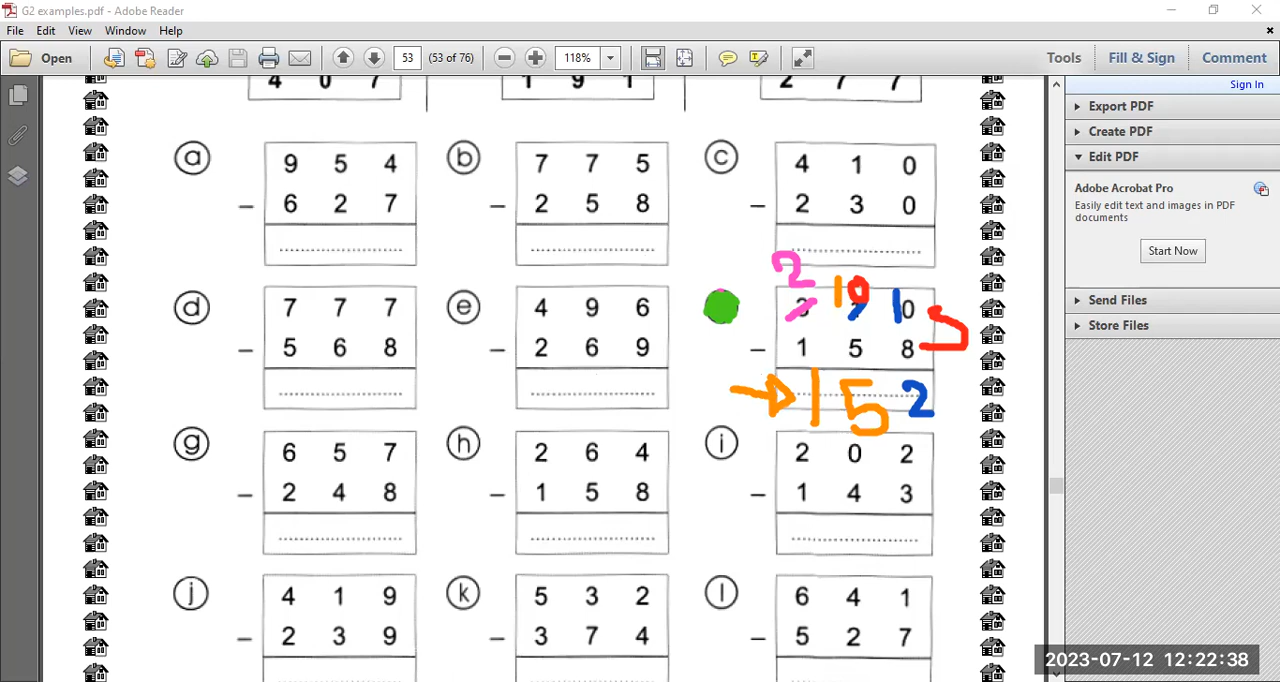 G2 examples.pdf - Adobe Reader
File Edit View Window Help
Open 53 (53 of 76) 118% Tools Fill & Sign Comment
Sign In
Export PDF
Create PDF
Edit PDF
Adobe Acrobat Pro
Easily edit text and images in PDF
documents
Start Now
Send Files
Store Files
4 0 7 1 9 1 2 7 7
a 9 5 4 b 7 7 5 c 4 1 0
- 6 2 7 - 2 5 8 - 2 3 0
2 1 0 1
d 7 7 7 e 4 9 6 0
- 5 6 8 - 2 6 9 - 1 5 8
1 5 2
g 6 5 7 h 2 6 4 i 2 0 2
- 2 4 8 - 1 5 8 - 1 4 3
j 4 1 9 k 5 3 2 l 6 4 1
- 2 3 9 - 3 7 4 - 5 2 7
2023-07-12 12:22:38